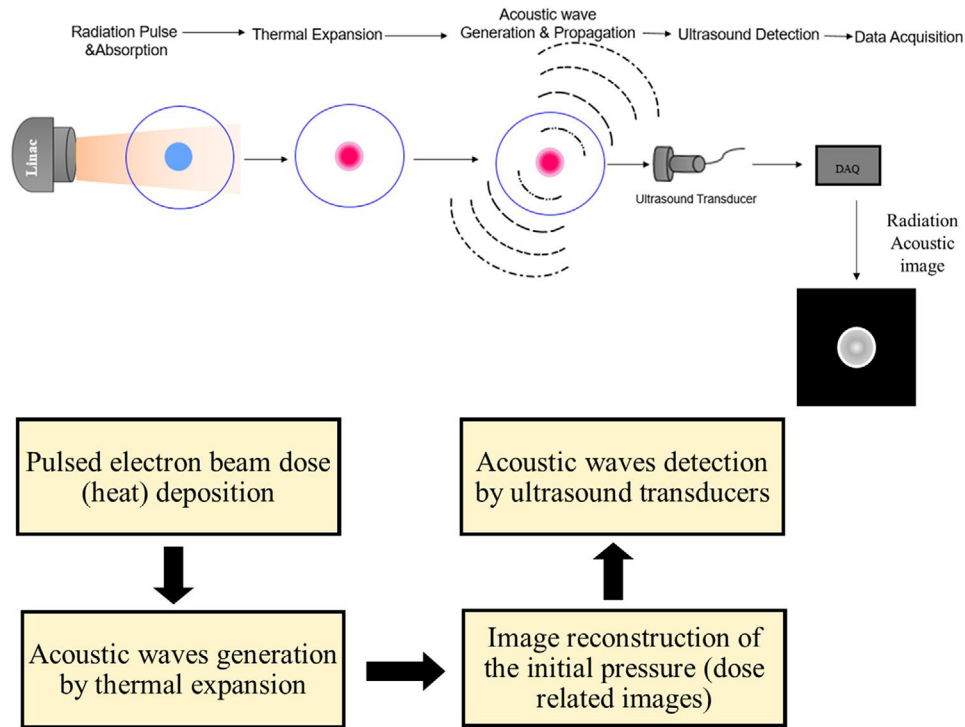 Radiation Pulse
&Absorption
Thermal Expansion
Acoustic wave
Generation & Propagation
Ultrasound Detection
Data Acquisition
Linac
Ultrasound Transducer
DAQ
Radiation
Acoustic
image
Pulsed electron beam dose
(heat) deposition
Acoustic waves detection
by ultrasound transducers
Acoustic waves generation
by thermal expansion
Image reconstruction of
the initial pressure (dose
related images)